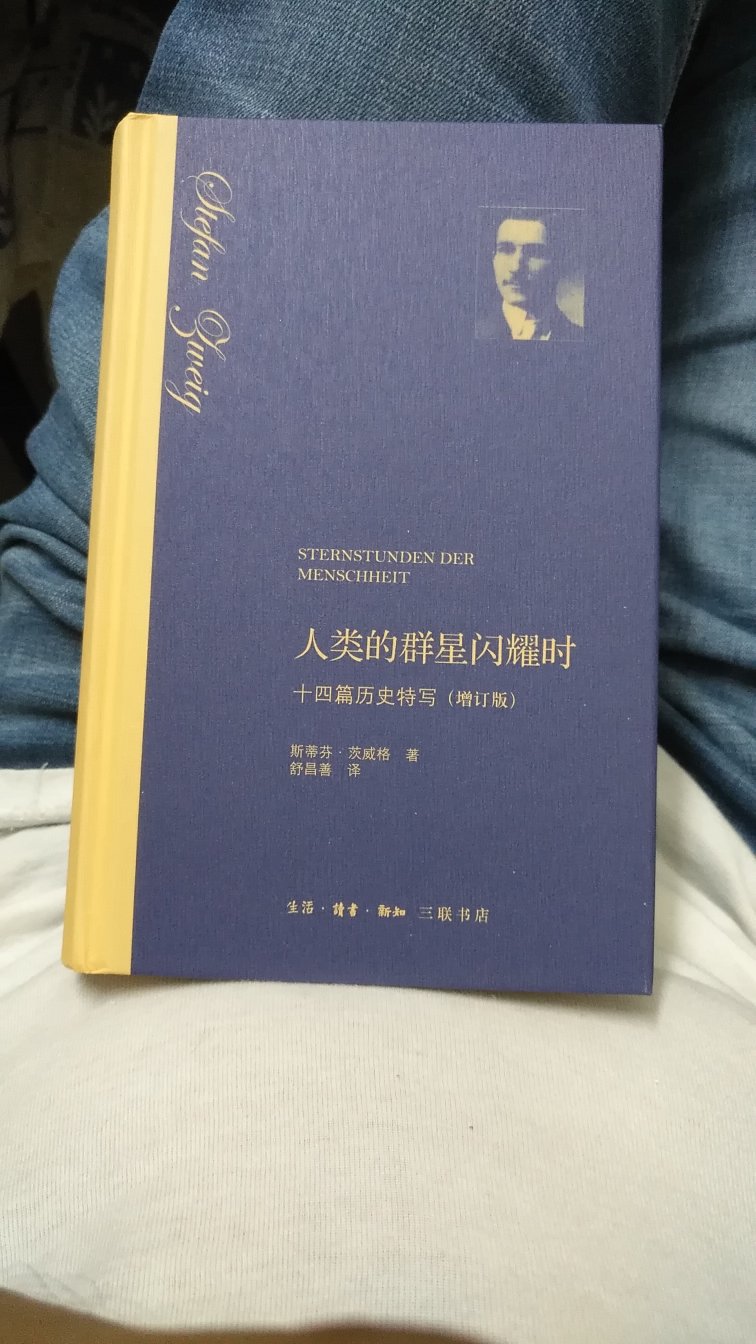 Stefan Zweig
STERNSTUNDEN DER
MENSCHHEIT
人类的群星闪耀时
十四篇历史特写（增订版）
斯蒂芬·茨威格 著
舒昌善 译
生活·讀書·新知 三联书店